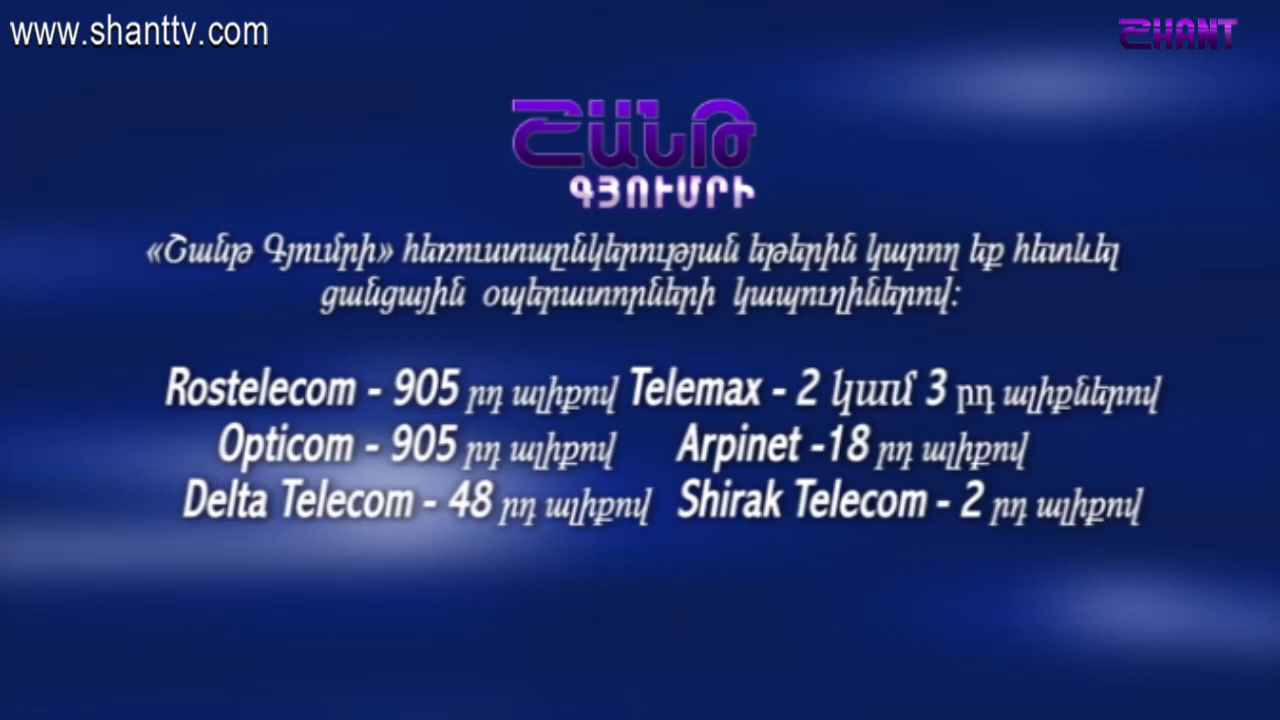 www.shanttv.com
SHANT
Շանթ
ԳՅՈՒՄՐԻ
«Շանթ Գյումրի» հեռուստաընկերության եթերին կարող եք հետևել
ցանցային օպերատորների կապուղիներով:
Rostelecom - 905 րդ ալիքով Telemax - 2 կամ 3 րդ ալիքներով
Opticom - 905 րդ ալիքով Arpinet -18 րդ ալիքով
Delta Telecom - 48 րդ ալիքով Shirak Telecom - 2 րդ ալիքով